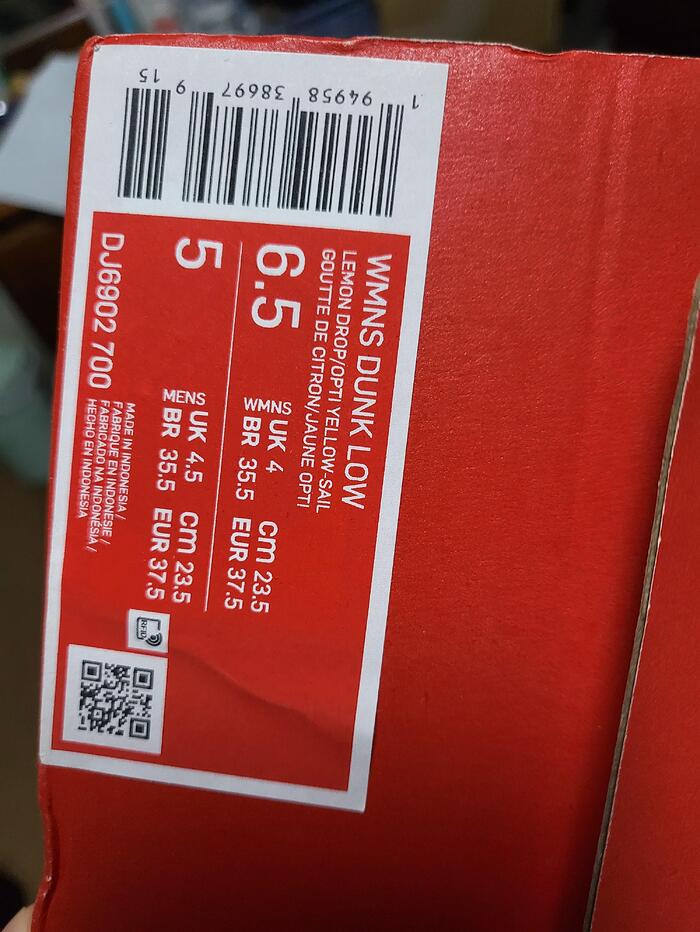 WMNS DUNK LOW
LEMON DROP/OPTI YELLOW-SAIL
GOUTTE DE CITRON/JAUNE OPTI
6.5 WMNS UK 4 cm 23.5
BR 35.5 EUR 37.5
5 MENS UK 4.5 cm 23.5
BR 35.5 EUR 37.5
DJ6902 700
MADE IN INDONESIA /
FABRIQUE EN INDONESIE /
FABRICADO NA INDONÉSIA /
HECHO EN INDONESIA
RFID
1 94958 38697 9 15